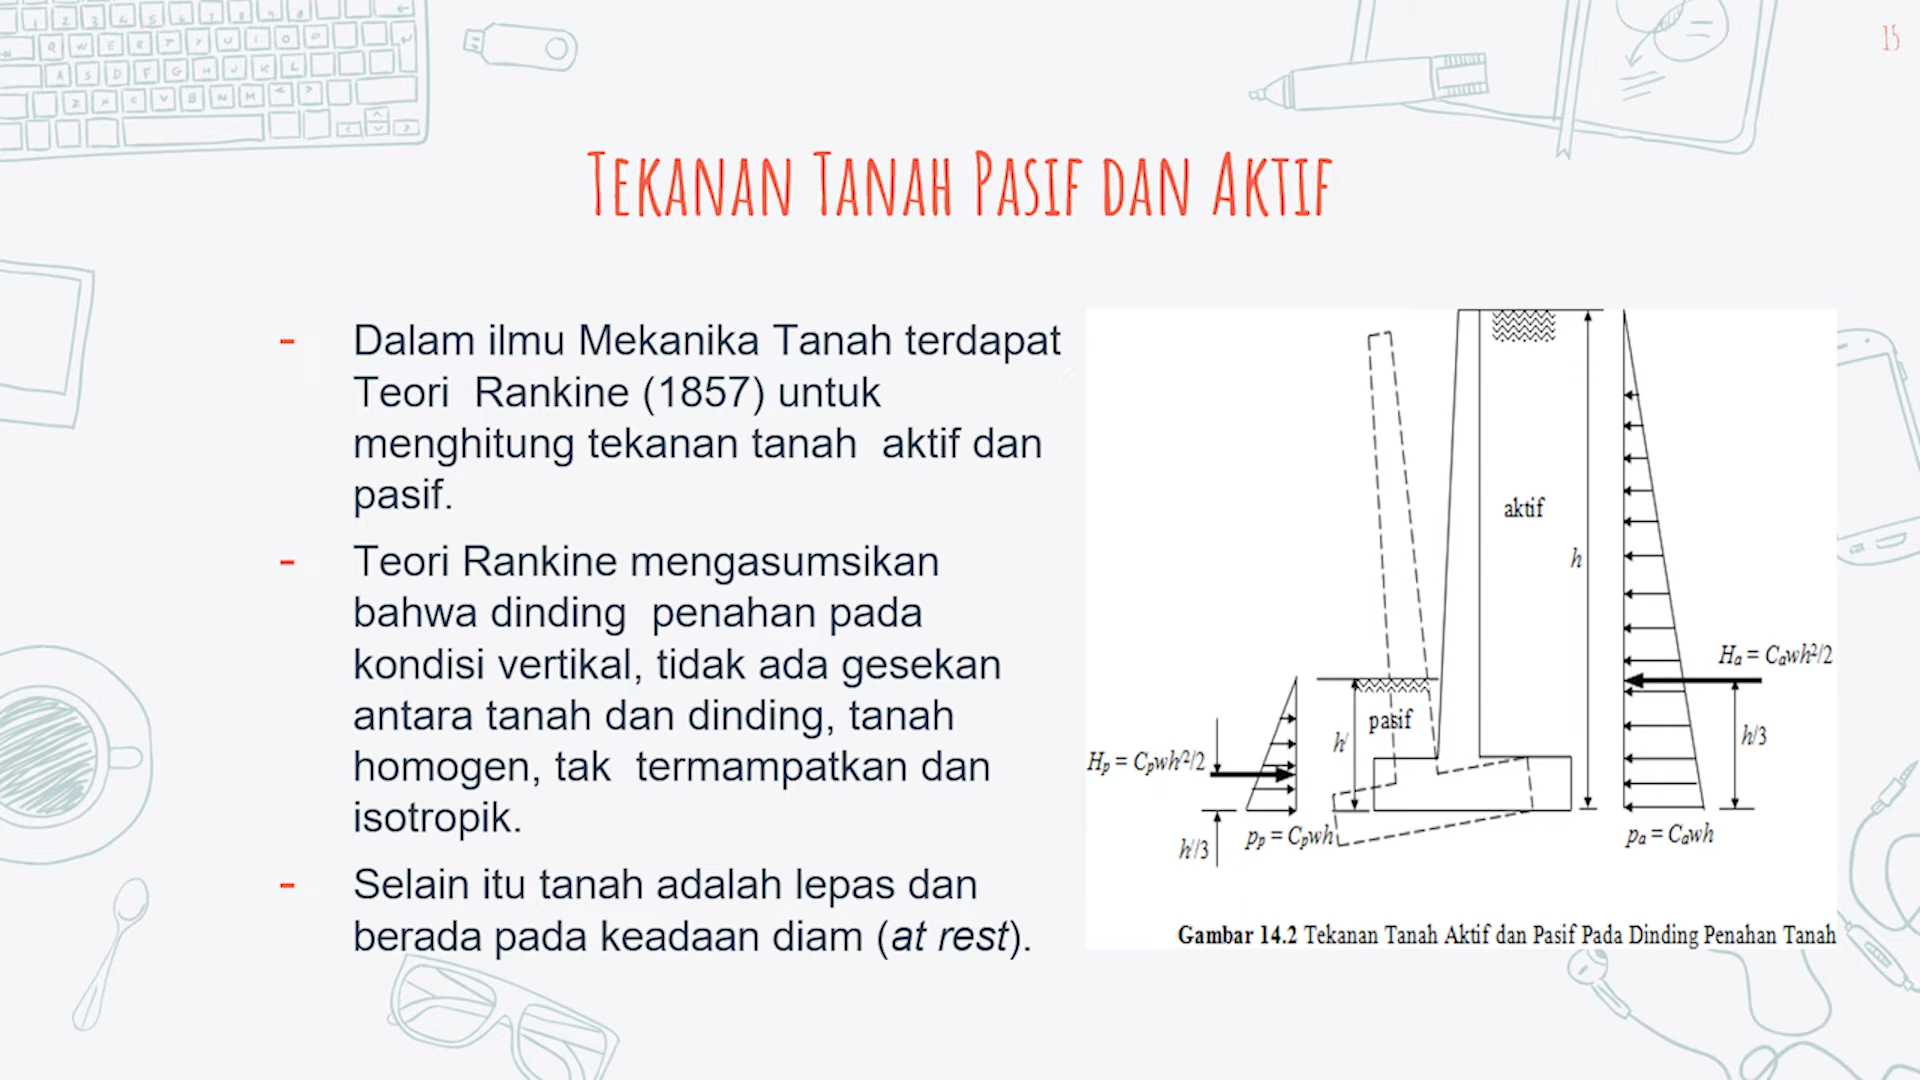 15
TEKANAN TANAH PASIF DAN AKTIF
- Dalam ilmu Mekanika Tanah terdapat
Teori Rankine (1857) untuk
menghitung tekanan tanah aktif dan
pasif.
- Teori Rankine mengasumsikan
bahwa dinding penahan pada
kondisi vertikal, tidak ada gesekan
antara tanah dan dinding, tanah
homogen, tak termampatkan dan
isotropik.
- Selain itu tanah adalah lepas dan
berada pada keadaan diam (at rest).
aktif
h
Hₐ = Cₐwh²/2
pasif
h'
h/3
Hₚ = Cₚwh'²/2
h'/3
pₚ = Cₚwh'
pₐ = Cₐwh
Gambar 14.2 Tekanan Tanah Aktif dan Pasif Pada Dinding Penahan Tanah